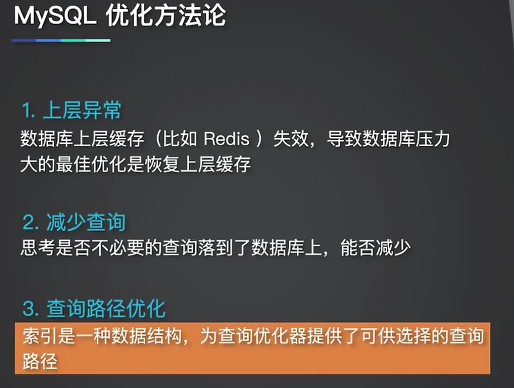 MySQL 优化方法论
1. 上层异常
数据库上层缓存（比如 Redis ）失效，导致数据库压力
大的最佳优化是恢复上层缓存
2. 减少查询
思考是否不必要的查询落到了数据库上，能否减少
3. 查询路径优化
索引是一种数据结构，为查询优化器提供了可供选择的查询
路径